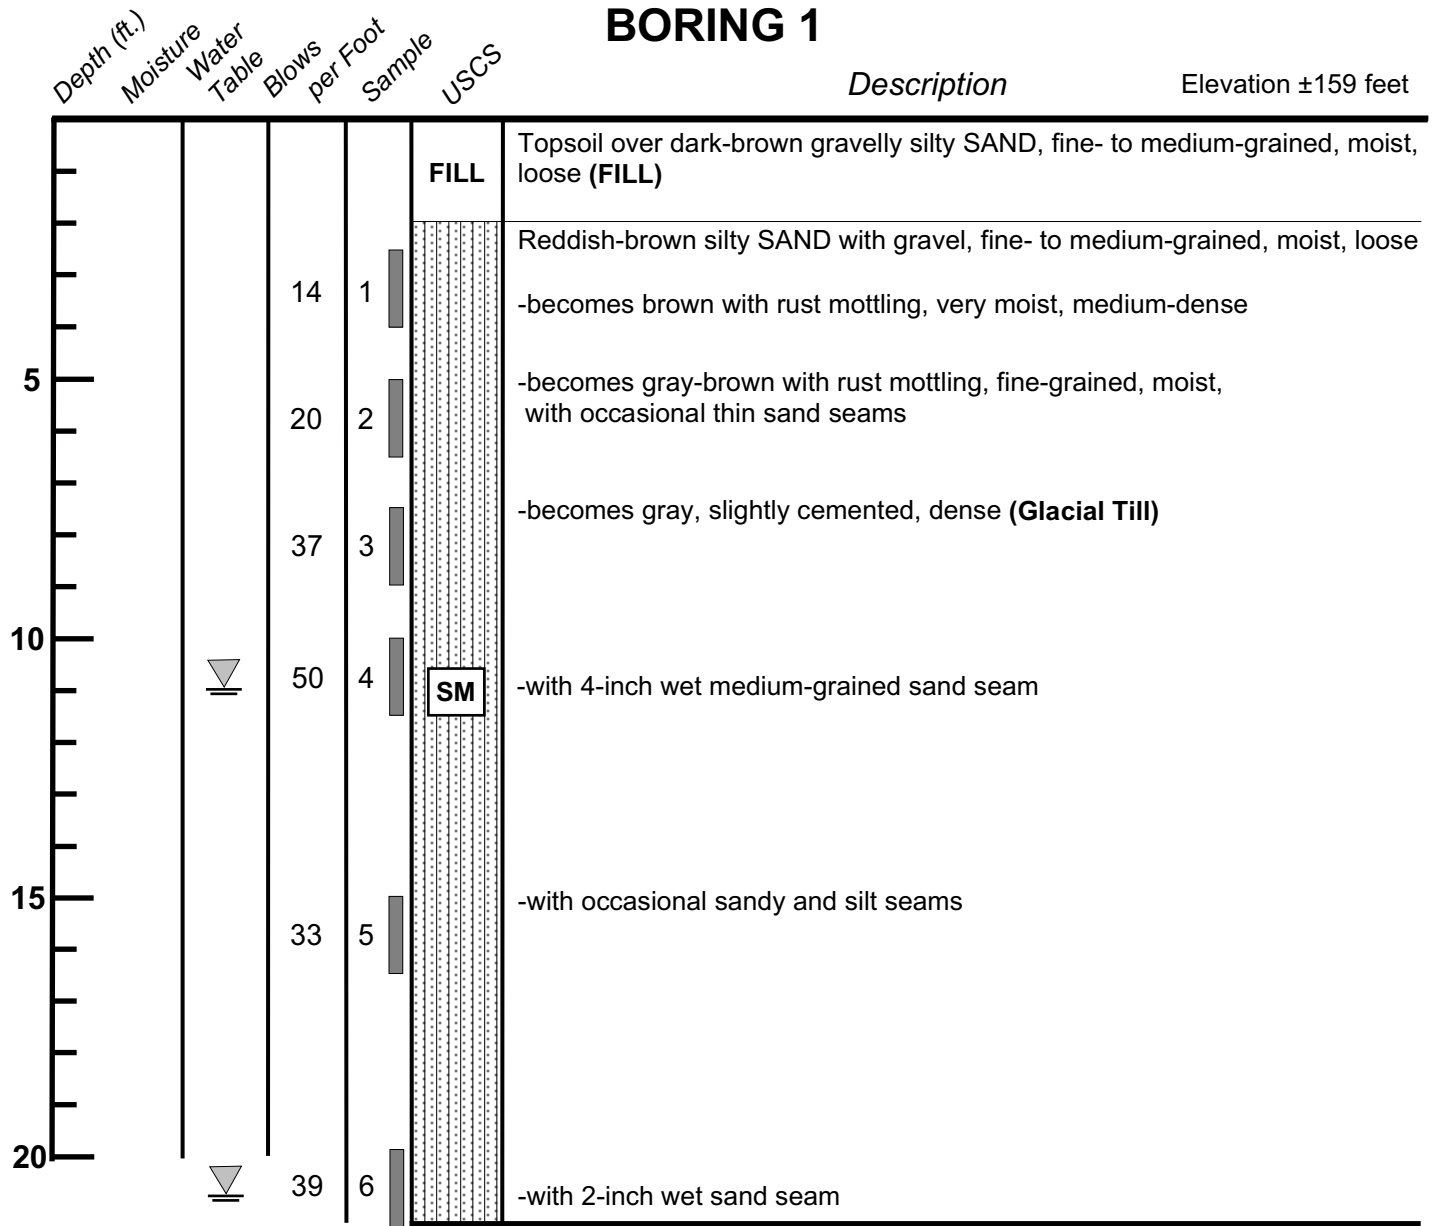 BORING 1
Depth (ft.)
Moisture
Water
Table
Blows
per Foot
Sample
USCS
Description
Elevation ±159 feet
FILL
Topsoil over dark-brown gravelly silty SAND, fine- to medium-grained, moist,
loose (FILL)
Reddish-brown silty SAND with gravel, fine- to medium-grained, moist, loose
14
1
-becomes brown with rust mottling, very moist, medium-dense
5
-becomes gray-brown with rust mottling, fine-grained, moist,
with occasional thin sand seams
20
2
-becomes gray, slightly cemented, dense (Glacial Till)
37
3
10
50
4
SM
-with 4-inch wet medium-grained sand seam
15
-with occasional sandy and silt seams
33
5
20
39
6
-with 2-inch wet sand seam